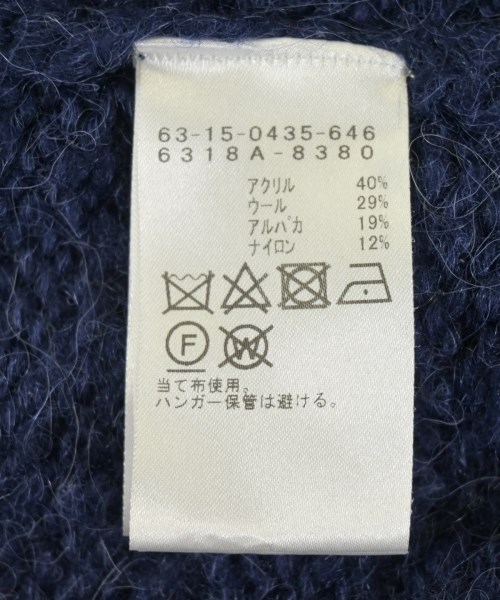 63-15-0435-646
6318A-8380
アクリル 40%
ウール 29%
アルパカ 19%
ナイロン 12%
F W
当て布使用。
ハンガー保管は避ける。